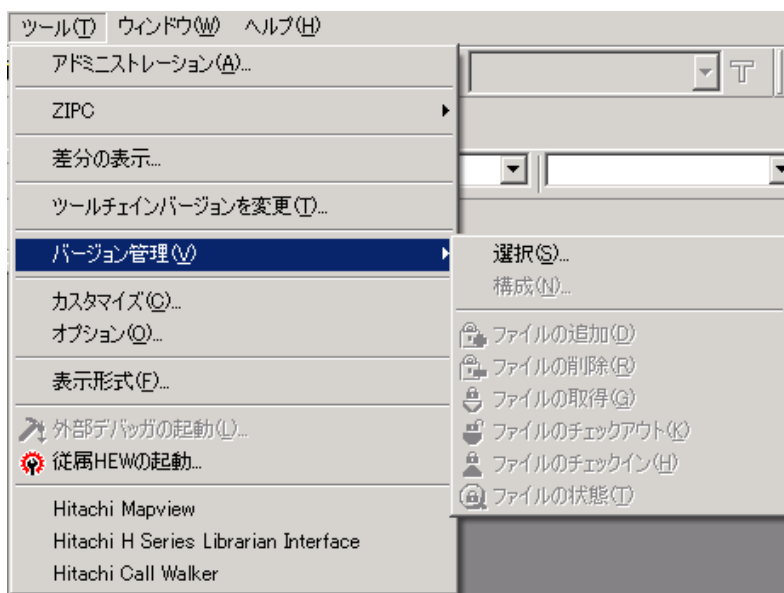 ツール(T) ウィンドウ(W) ヘルプ(H)
アドミニストレーション(A)...
ZIPC
差分の表示...
ツールチェインバージョンを変更(T)...
バージョン管理(V)
選択(S)...
構成(N)...
ファイルの追加(D)
ファイルの削除(R)
ファイルの取得(G)
ファイルのチェックアウト(K)
ファイルのチェックイン(H)
ファイルの状態(T)
カスタマイズ(C)...
オプション(O)...
表示形式(F)...
外部デバッガの起動(L)...
従属HEWの起動...
Hitachi Mapview
Hitachi H Series Librarian Interface
Hitachi Call Walker